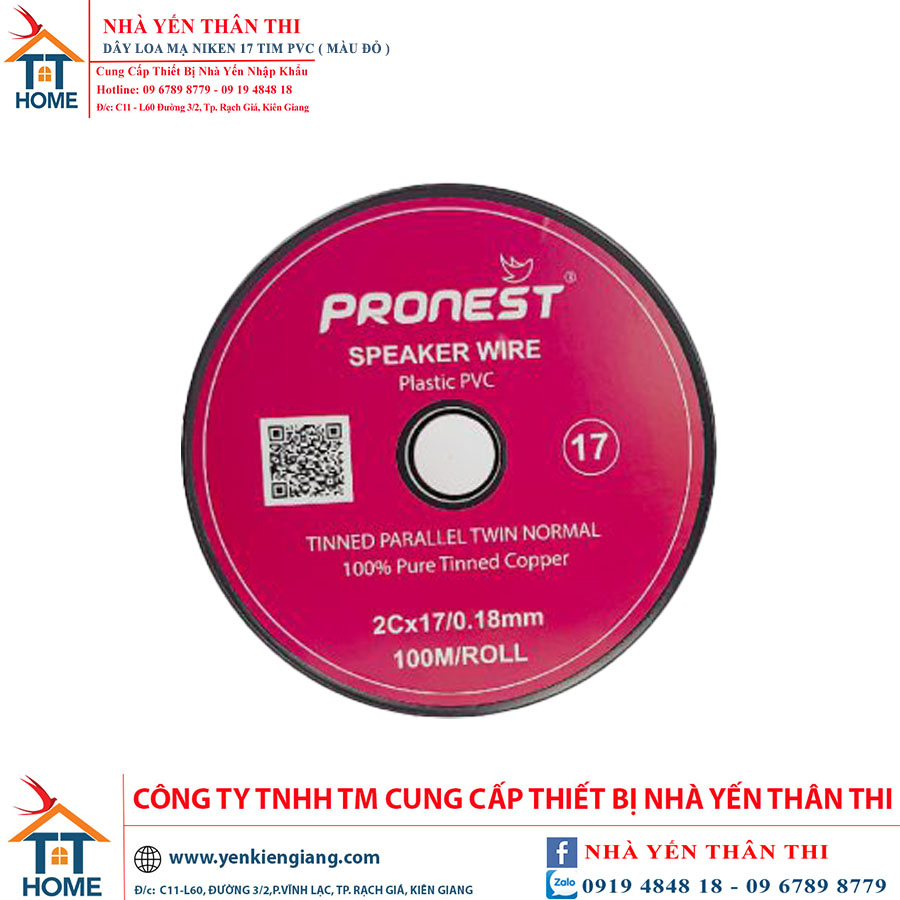 NHÀ YẾN THÂN THI
DÂY LOA MẠ NIKEN 17 TIM PVC ( MÀU ĐỎ )
Cung Cấp Thiết Bị Nhà Yến Nhập Khẩu
Hotline: 09 6789 8779 - 09 19 4848 18
Đ/c: C11 - L60 Đường 3/2, Tp. Rạch Giá, Kiên Giang
TT
HOME
PRONEST®
SPEAKER WIRE
Plastic PVC
17
TINNED PARALLEL TWIN NORMAL
100% Pure Tinned Copper
2Cx17/0.18mm
100M/ROLL
TT
HOME
CÔNG TY TNHH TM CUNG CẤP THIẾT BỊ NHÀ YẾN THÂN THI
www.yenkiengiang.com
Đ/c: C11-L60, ĐƯỜNG 3/2,P.VĨNH LẠC, TP. RẠCH GIÁ, KIÊN GIANG
f NHÀ YẾN THÂN THI
Zalo 0919 4848 18 - 09 6789 8779